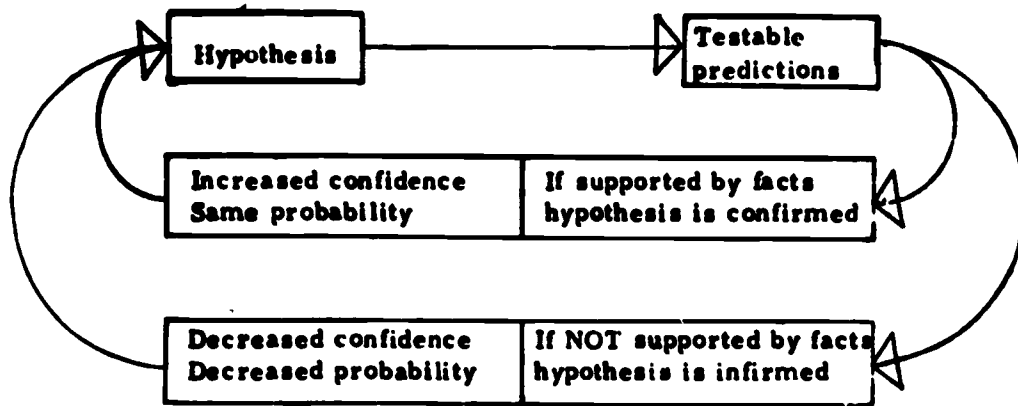 Hypothesis
Testable
predictions
Increased confidence
Same probability
If supported by facts
hypothesis is confirmed
Decreased confidence
Decreased probability
If NOT supported by facts
hypothesis is infirmed